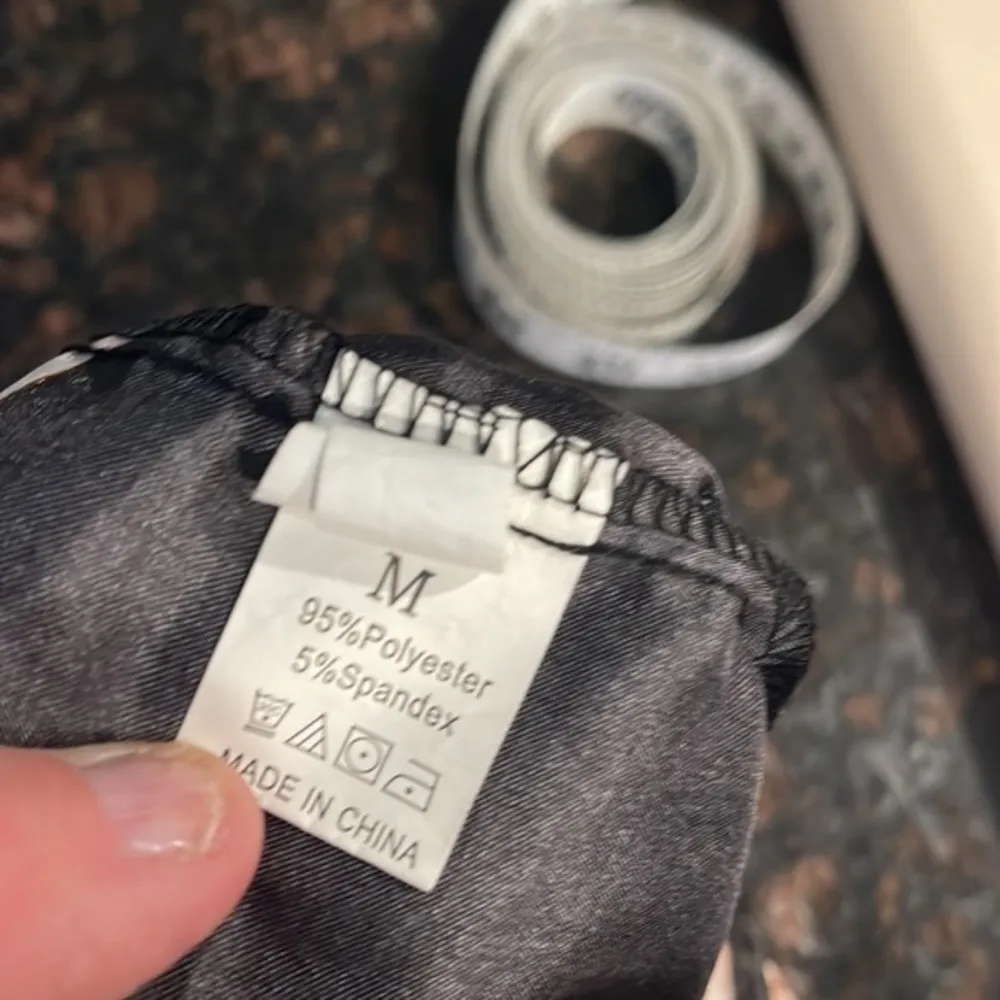 M
95%Polyester
5%Spandex
MADE IN CHINA